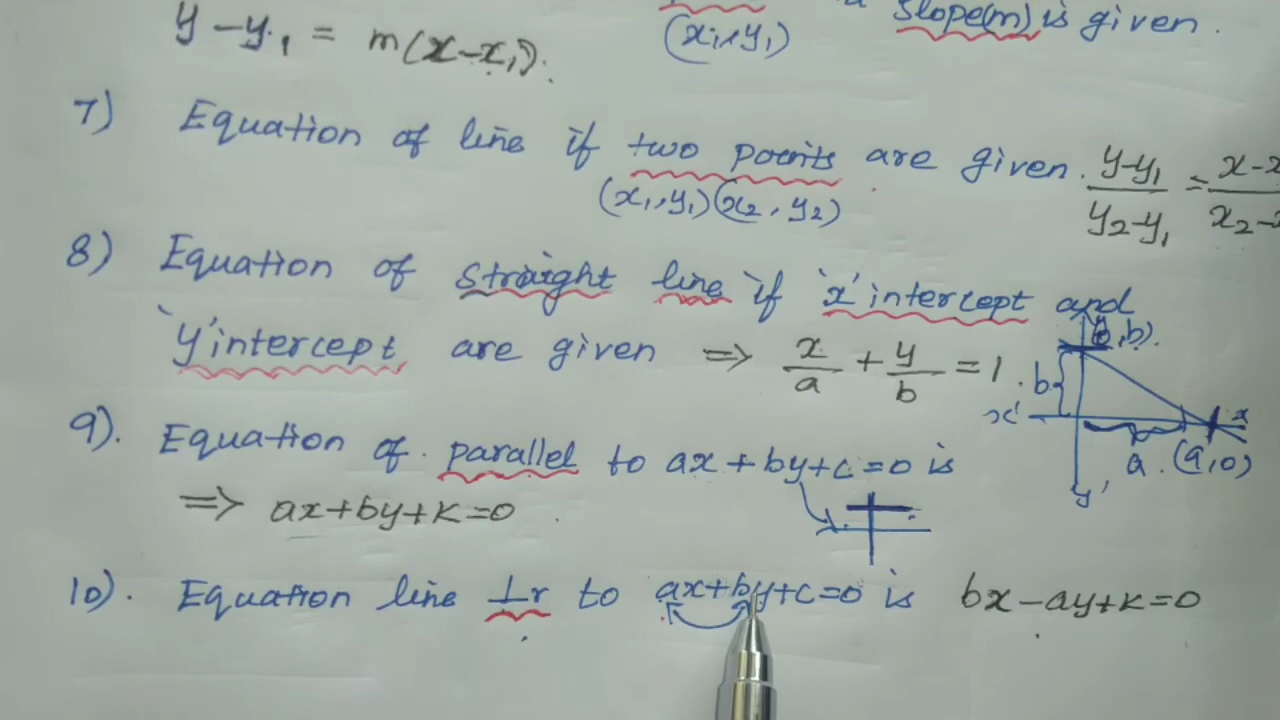 slope(m) is given.
y - y₁ = m(x - x₁).
(x₁, y₁)
7) Equation of line if two points are given. y-y₁/y₂-y₁ = x-x/x₂-
(x₁, y₁) (x₂, y₂)
8) Equation of straight line if 'x' intercept and
'y' intercept are given ⇒ x/a + y/b = 1.
, b).
b
x'
x
a
(a, 0)
y'
9). Equation of parallel to ax + by + c = 0 is
⇒ ax + by + k = 0
10). Equation line ⊥r to ax + by + c = 0 is bx - ay + k = 0